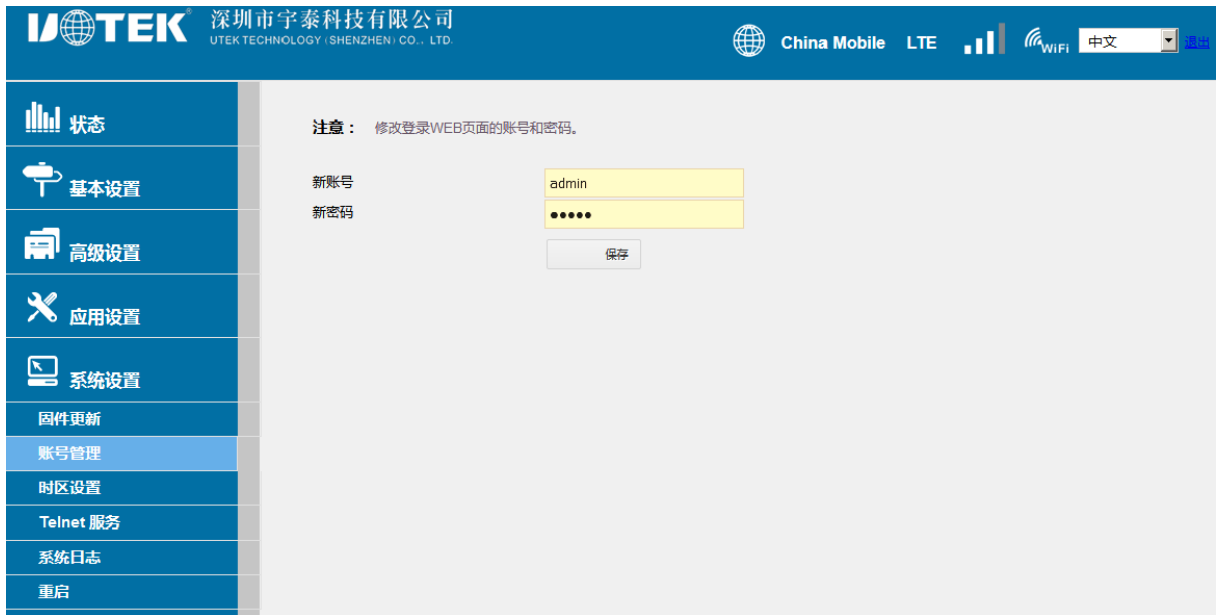 UOTEK® 深圳市宇泰科技有限公司
UTEK TECHNOLOGY (SHENZHEN) CO., LTD.
China Mobile LTE WiFi 中文 退出
状态
基本设置
高级设置
应用设置
系统设置
固件更新
账号管理
时区设置
Telnet 服务
系统日志
重启
注意： 修改登录WEB页面的账号和密码。
新账号 admin
新密码 ●●●●●
保存